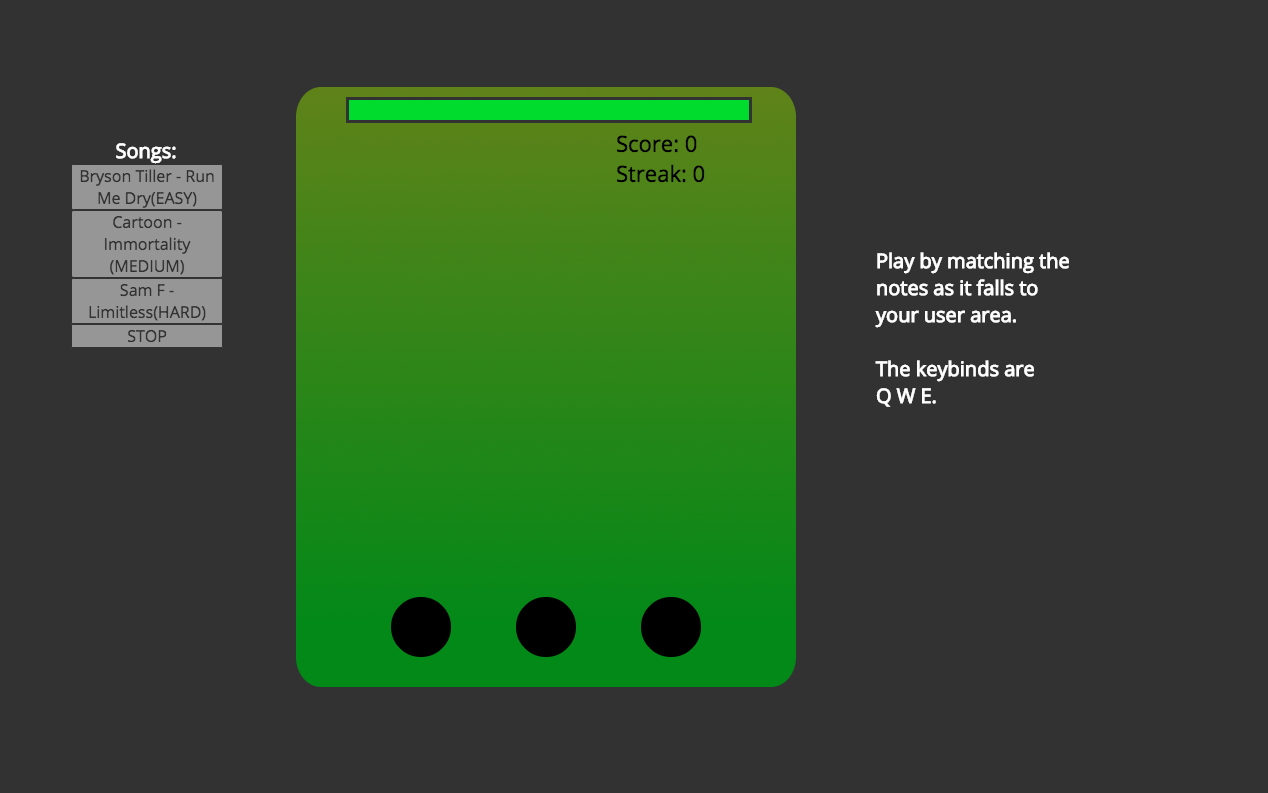 Songs:
Bryson Tiller - Run
Me Dry(EASY)
Cartoon -
Immortality
(MEDIUM)
Sam F -
Limitless(HARD)
STOP
Score: 0
Streak: 0
Play by matching the
notes as it falls to
your user area.
The keybinds are
Q W E.